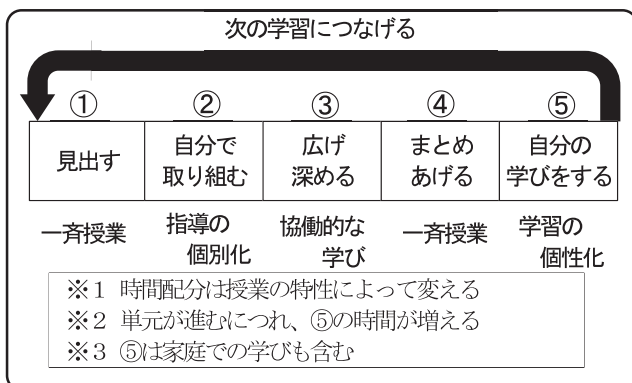 次の学習につなげる
① ② ③ ④ ⑤
見出す
自分で
取り組む
広げ
深める
まとめ
あげる
自分の
学びをする
一斉授業
指導の
個別化
協働的な
学び
一斉授業
学習の
個性化
※1 時間配分は授業の特性によって変える
※2 単元が進むにつれ、⑤の時間が増える
※3 ⑤は家庭での学びも含む